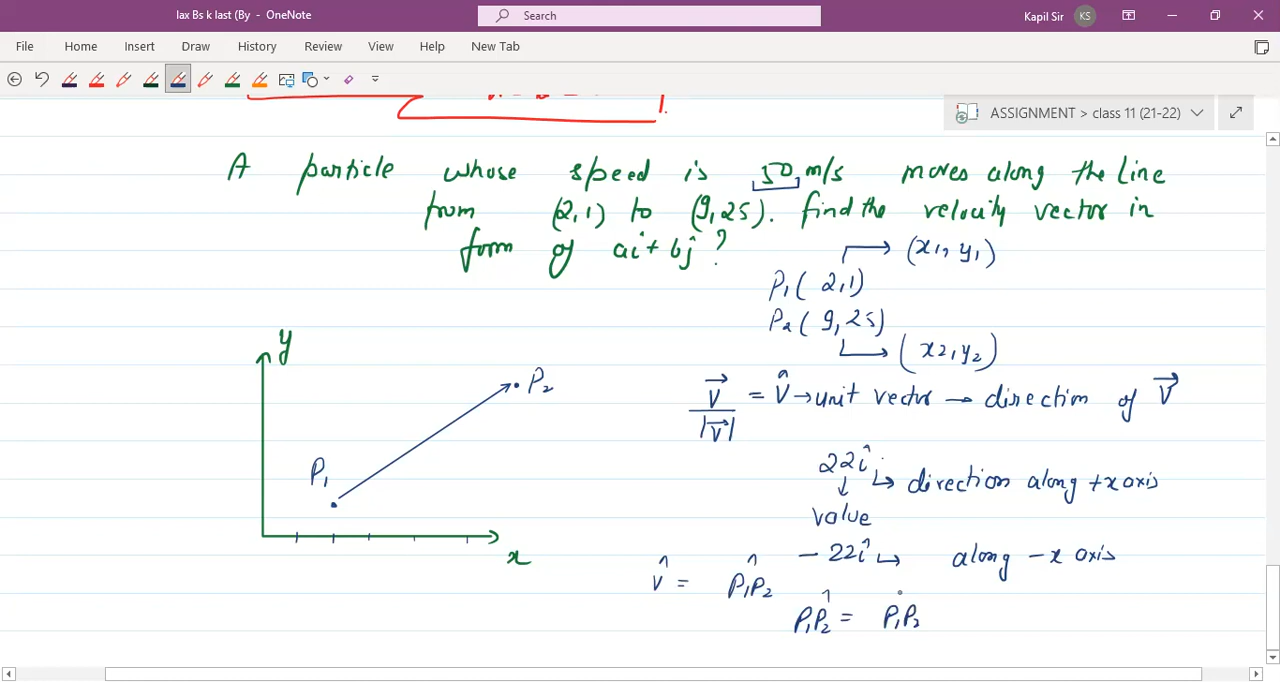 lax Bs k last (By - OneNote
Search
Kapil Sir KS
File Home Insert Draw History Review View Help New Tab
ASSIGNMENT > class 11 (21-22)
A particle whose speed is 50 m/s moves along the Line
from (2,1) to (9,25). find the velocity vector in
form of ai + bĵ ?
(x₁, y₁)
P₁( 2,1)
P₂( 9,25)
(x2,y₂)
y
P₂
P₁
x
V⃗ / |V⃗| = V̂ → unit vector → direction of V⃗
22î ↳ direction along +x axis
↓
value
− 22î ↳ along −x axis
v̂ = P₁P₂^
P₁P₂^ = P₁P₂